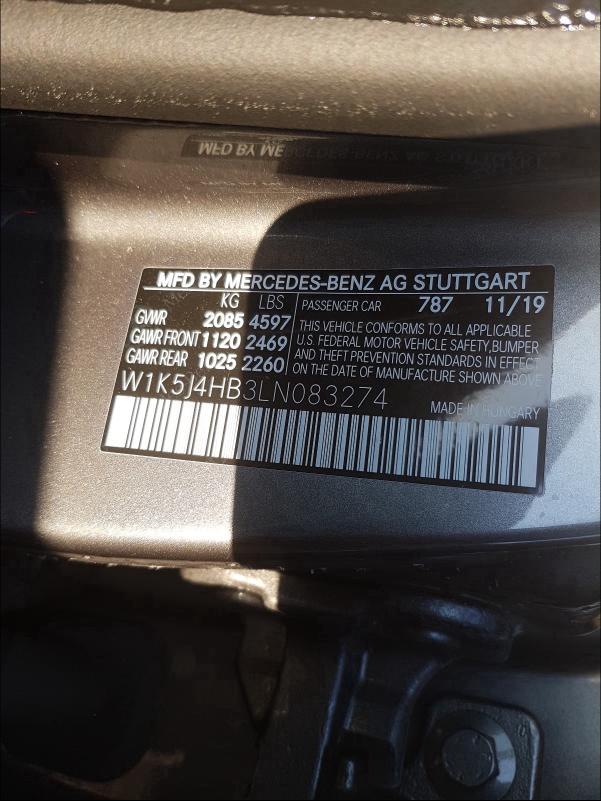 MFD BY MERCEDES-BENZ AG STUTTGART
KG LBS PASSENGER CAR 787 11/19
GVWR 2085 4597 THIS VEHICLE CONFORMS TO ALL APPLICABLE
GAWR FRONT 1120 2469 U.S. FEDERAL MOTOR VEHICLE SAFETY,BUMPER
GAWR REAR 1025 2260 AND THEFT PREVENTION STANDARDS IN EFFECT
ON THE DATE OF MANUFACTURE SHOWN ABOVE.
W1K5J4HB3LN083274 MADE IN HUNGARY